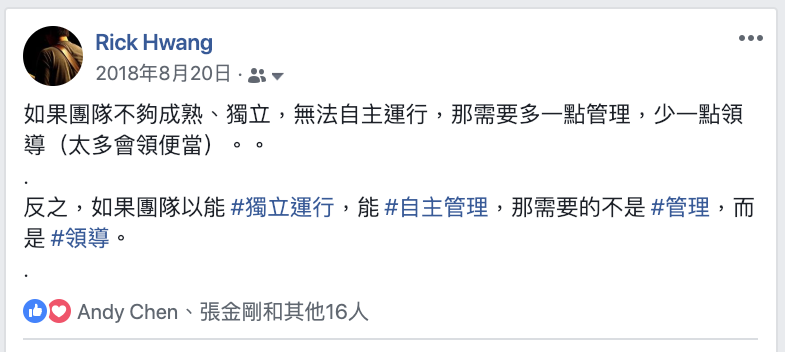 Rick Hwang
2018年8月20日 ·
如果團隊不夠成熟、獨立，無法自主運行，那需要多一點管理，少一點領
導（太多會領便當）。。
.
反之，如果團隊以能 #獨立運行，能 #自主管理，那需要的不是 #管理，而
是 #領導。
.
Andy Chen、張金剛和其他16人